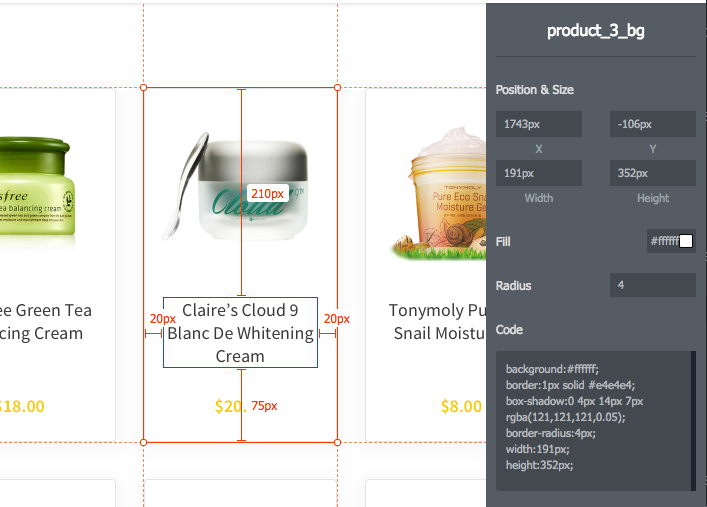 product_3_bg
Position & Size
1743px
-106px
X
Y
191px
352px
Width
Height
Fill
#ffffff
Radius
4
Code
background:#ffffff;
border:1px solid #e4e4e4;
box-shadow:0 4px 14px 7px
rgba(121,121,121,0.05);
border-radius:4px;
width:191px;
height:352px;
sfree
ea balancing cream
ee Green Tea
cing Cream
$18.00
Cloud
210px
20px
20px
Claire's Cloud 9
Blanc De Whitening
Cream
$20.
75px
TONYMOLY
Pure Eco Sna
Moisture Ge
Tonymoly Pu
Snail Moistu
$8.00